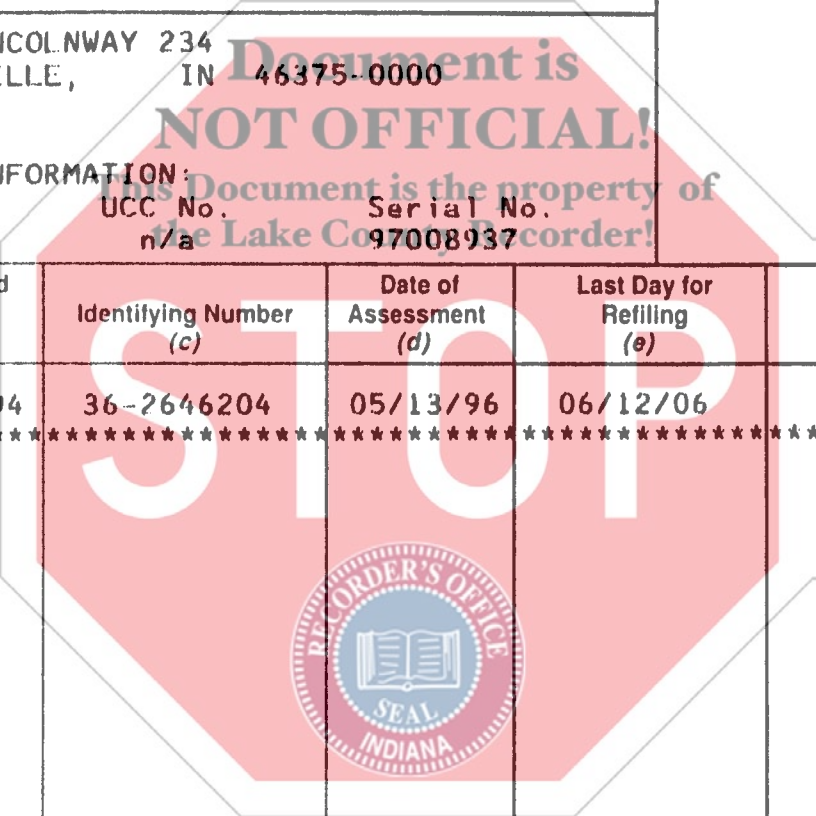 NCOLNWAY 234
ELLE, IN 46375-0000
Document is
NOT OFFICIAL!
NFORMATION:
This Document is the property of
UCC No. Serial No.
n/a 97008937
the Lake County Recorder!
d Identifying Number (c) Date of Assessment (d) Last Day for Refiling (e)
94 36-2646204 05/13/96 06/12/06
****************************************
STOP
RECORDER'S OFFICE
SEAL
INDIANA